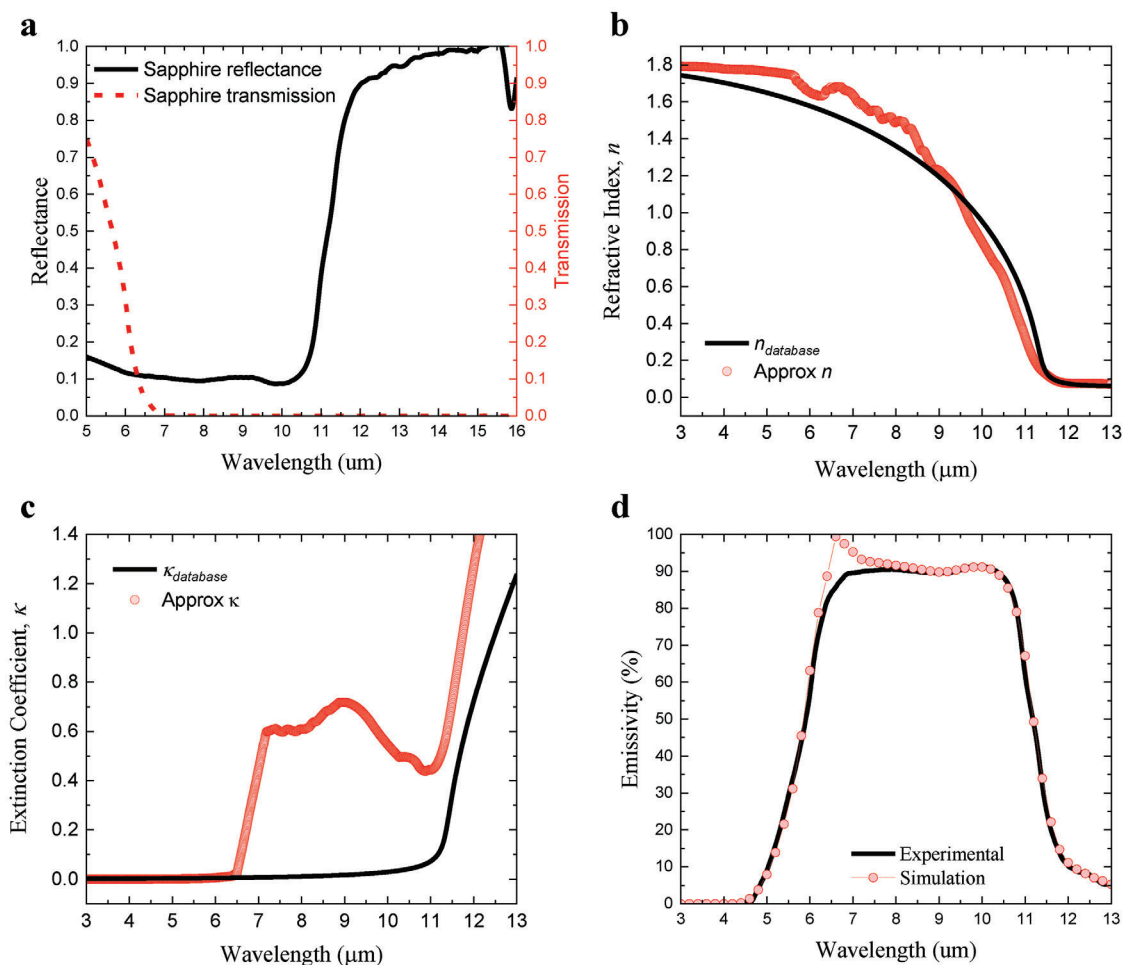 a
1.0
0.9
0.8
0.7
0.6
0.5
0.4
0.3
0.2
0.1
0.0
Reflectance
Sapphire reflectance
Sapphire transmission
1.0
0.9
0.8
0.7
0.6
0.5
0.4
0.3
0.2
0.1
0.0
Transmission
5 6 7 8 9 10 11 12 13 14 15 16
Wavelength (um)
b
1.8
1.6
1.4
1.2
1.0
0.8
0.6
0.4
0.2
0.0
Refractive Index, n
n_database
Approx n
3 4 5 6 7 8 9 10 11 12 13
Wavelength (μm)
c
1.4
1.2
1.0
0.8
0.6
0.4
0.2
0.0
Extinction Coefficient, κ
κ_database
Approx κ
3 4 5 6 7 8 9 10 11 12 13
Wavelength (μm)
d
100
90
80
70
60
50
40
30
20
10
0
Emissivity (%)
Experimental
Simulation
3 4 5 6 7 8 9 10 11 12 13
Wavelength (um)